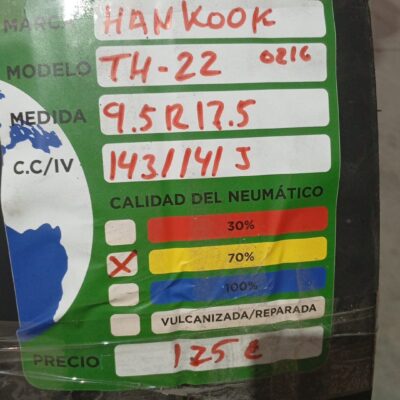 MARCA HANKOOK
MODELO TH-22 0216
MEDIDA 9.5R17.5
C.C/IV 143/141J
CALIDAD DEL NEUMÁTICO
30%
70%
100%
VULCANIZADA/REPARADA
PRECIO 125€